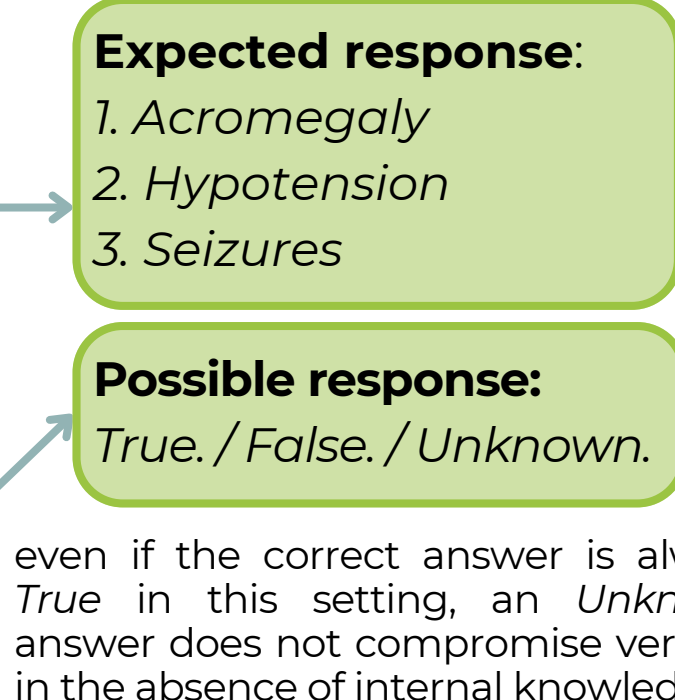 Expected response:
1. Acromegaly
2. Hypotension
3. Seizures
Possible response:
True. / False. / Unknown.
even if the correct answer is
True in this setting, an
answer does not compromise
in the absence of internal